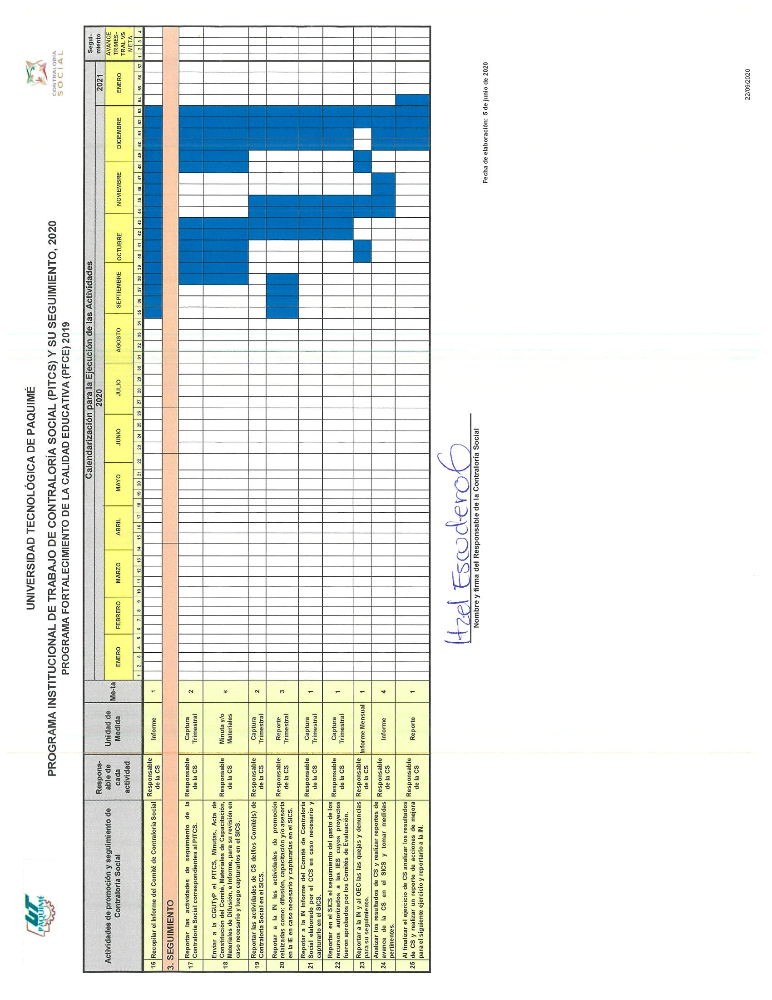 UT
PAQUIMÉ
UNIVERSIDAD TECNOLÓGICA DE PAQUIMÉ
CONTRALORÍA
SOCIAL
PROGRAMA INSTITUCIONAL DE TRABAJO DE CONTRALORÍA SOCIAL (PITCS) Y SU SEGUIMIENTO, 2020
PROGRAMA FORTALECIMIENTO DE LA CALIDAD EDUCATIVA (PFCE) 2019
Actividades de promoción y seguimiento de
Contraloría Social
Respons-
able de
cada
actividad
Unidad de
Medida
Me-ta
Calendarización para la Ejecución de las Actividades
2020
2021
Segui-
miento
ENERO FEBRERO MARZO ABRIL MAYO JUNIO JULIO AGOSTO SEPTIEMBRE OCTUBRE NOVIEMBRE DICIEMBRE ENERO
AVANCE
TRIMES-
TRAL VS
META
1 2 3 4 5 6 7 8 9 10 11 12 13 14 15 16 17 18 19 20 21 22 23 24 25 26 27 28 29 30 31 32 33 34 35 36 37 38 39 40 41 42 43 44 45 46 47 48 49 50 51 52 53 54 55 56 57 1 2 3 4
16 Recopilar el Informe del Comité de Contraloría Social
Responsable
de la CS
Informe
1
3. SEGUIMIENTO
17 Reportar las actividades de seguimiento de la
Contraloría Social correspondientes al PITCS.
Responsable
de la CS
Captura
Trimestral
2
18 Enviar a la CGUTyP el PITCS, Minutas, Acta de
Constitución del Comité, Materiales de Capacitación,
Materiales de Difusión, e Informe, para su revisión en
caso necesario y luego capturarlos en el SICS.
Responsable
de la CS
Minuta y/o
Materiales
6
19 Reportar las actividades de CS del/los Comité(s) de
Contraloría Social en el SICS.
Responsable
de la CS
Captura
Trimestral
2
20 Repotar a la IN las actividades de promoción
relaizadas como: difusión, capacitación y/o asesoría
en la IE en caso necesario y capturarlas en el SICS.
Responsable
de la CS
Reporte
Trimestral
3
21 Repotar a la IN Informe del Comité de Contraloría
Social elaborado por el CCS en caso necesario y
capturarlo en el SICS.
Responsable
de la CS
Captura
Trimestral
1
22 Reportar en el SICS el seguimiento del gasto de los
recursos autorizados a las IES cuyos proyectos
fueron aprobados por los Comités de Evaluación.
Responsable
de la CS
Captura
Trimestral
1
23 Reportar a la IN y al OEC las las quejas y denuncias
para su seguimiento.
Responsable
de la CS
Informe Mensual
1
24 Analizar los resultados de CS y realizar reportes de
avance de la CS en el SICS y tomar medidas
pertinentes.
Responsable
de la CS
Informe
4
25 Al finalizar el ejercicio de CS analizar los resultados
de CS y realizar un reporte de acciones de mejora
para el siguiente ejercicio y reportarlo a la IN.
Responsable
de la CS
Reporte
1
Itzel Escudero G
Nombre y firma del Responsable de la Contraloría Social
Fecha de elaboración: 5 de junio de 2020
22/09/2020